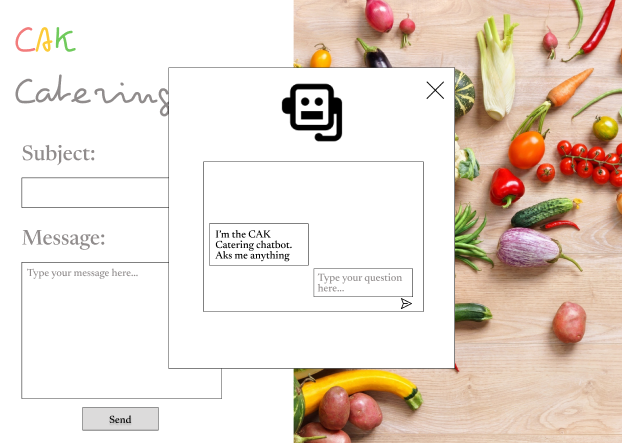 CAK
Catering
Subject:
Message:
Type your message here...
Send
I'm the CAK
Catering chatbot.
Aks me anything
Type your question
here...